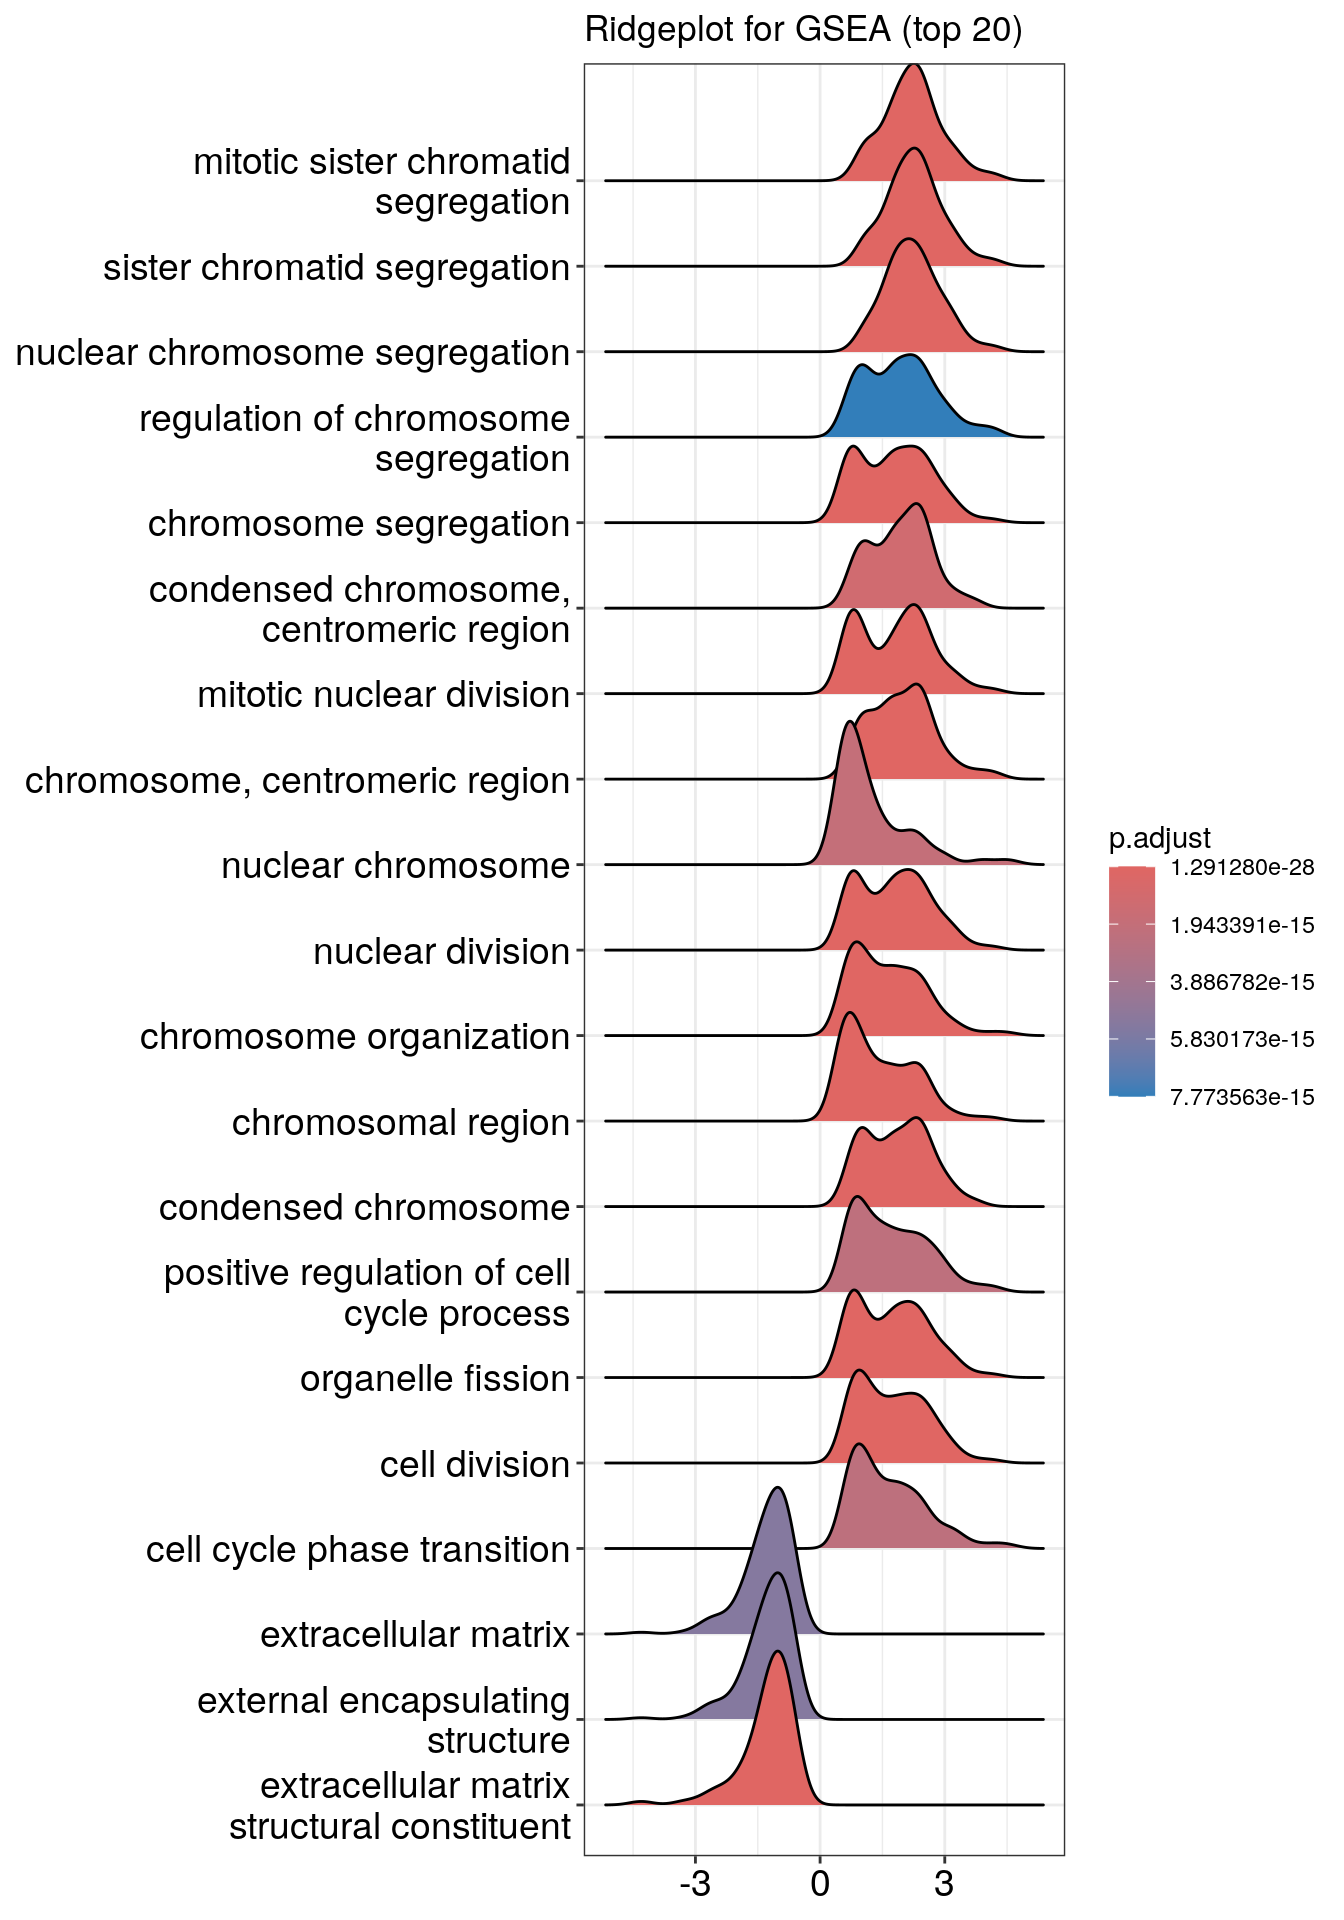 Ridgeplot for GSEA (top 20)
mitotic sister chromatid
segregation
sister chromatid segregation
nuclear chromosome segregation
regulation of chromosome
segregation
chromosome segregation
condensed chromosome,
centromeric region
mitotic nuclear division
chromosome, centromeric region
nuclear chromosome
nuclear division
chromosome organization
chromosomal region
condensed chromosome
positive regulation of cell
cycle process
organelle fission
cell division
cell cycle phase transition
extracellular matrix
external encapsulating
structure
extracellular matrix
structural constituent
-3 0 3
p.adjust
1.291280e-28
1.943391e-15
3.886782e-15
5.830173e-15
7.773563e-15